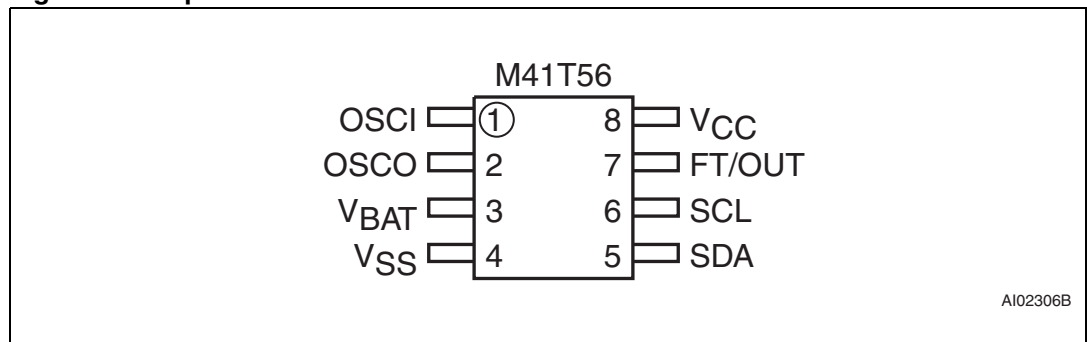 M41T56
OSCI 1 8 VCC
OSCO 2 7 FT/OUT
VBAT 3 6 SCL
VSS 4 5 SDA
AI02306B